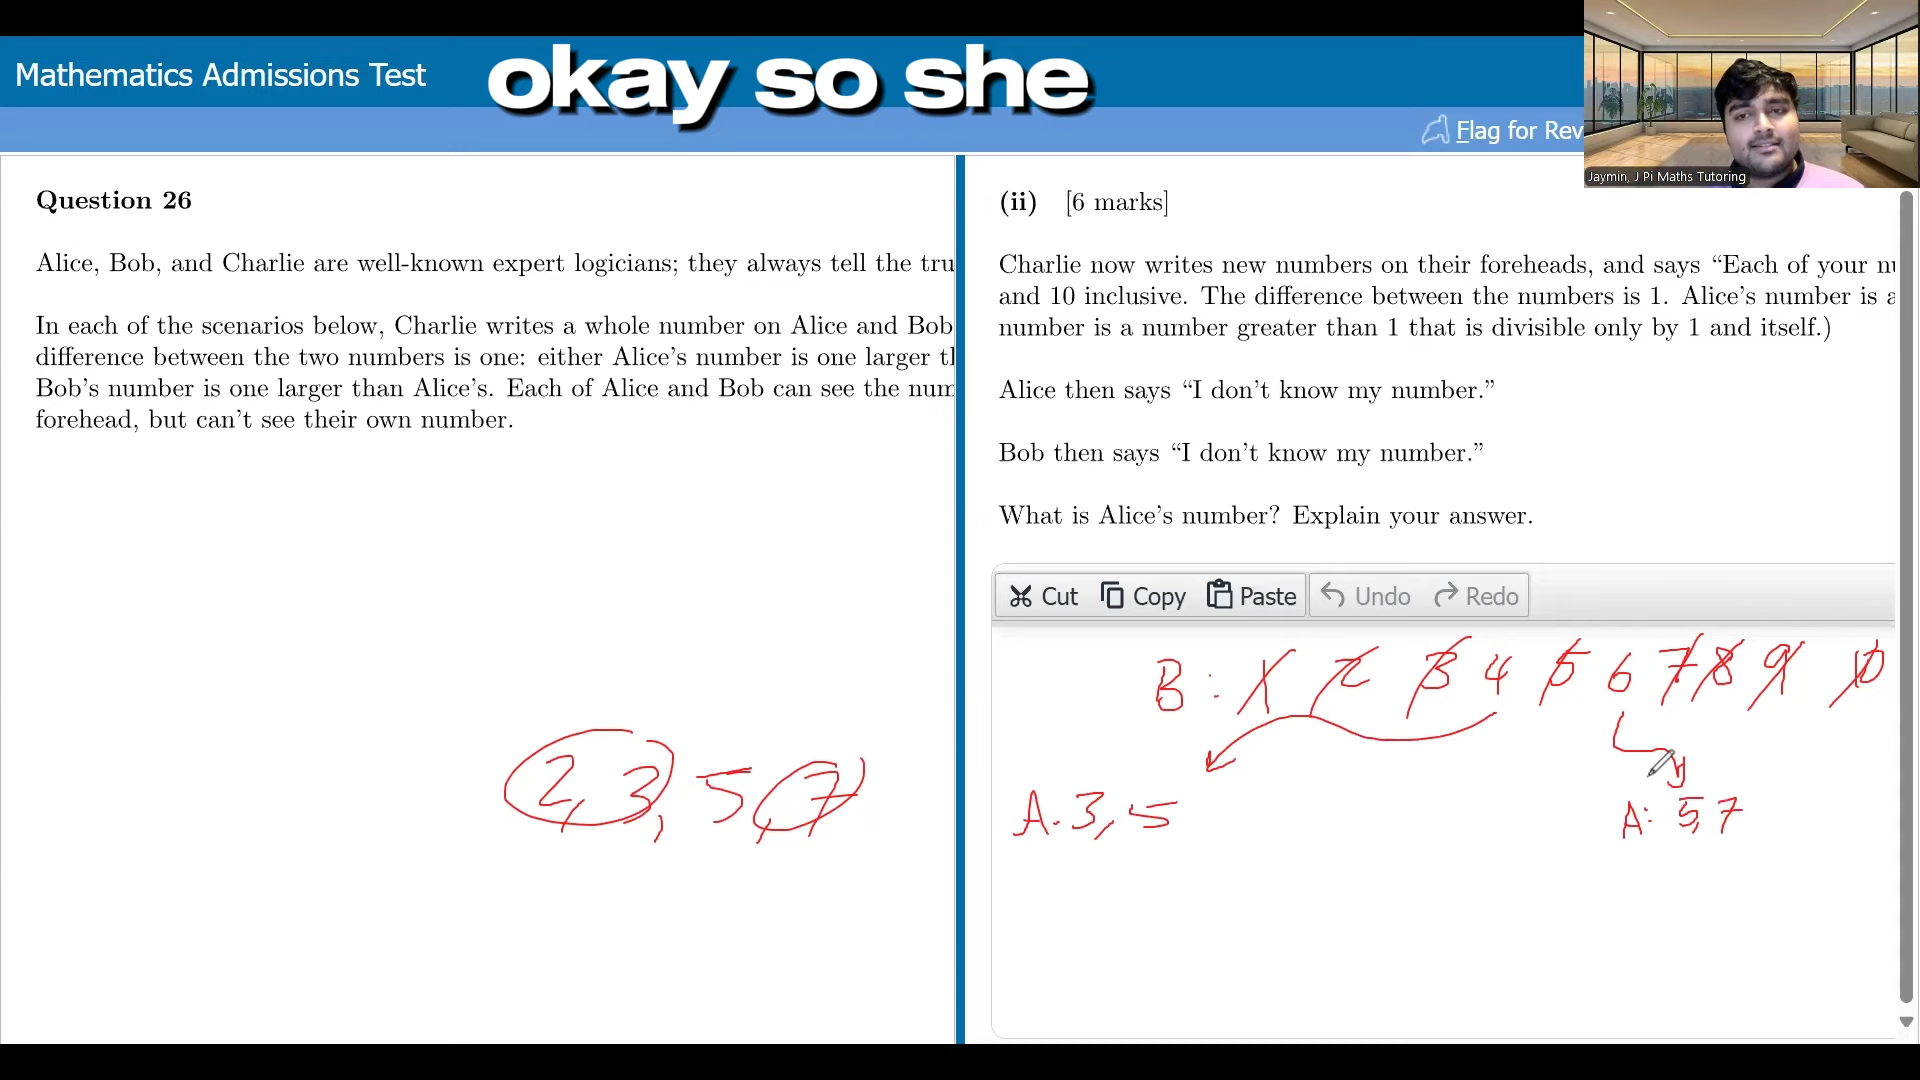 Mathematics Admissions Test
okay so she
Flag for Rev
Jaymin, J Pi Maths Tutoring
Question 26
Alice, Bob, and Charlie are well-known expert logicians; they always tell the tru
In each of the scenarios below, Charlie writes a whole number on Alice and Bob
difference between the two numbers is one: either Alice's number is one larger th
Bob's number is one larger than Alice's. Each of Alice and Bob can see the num
forehead, but can't see their own number.
2, 3, 5, 7
(ii) [6 marks]
Charlie now writes new numbers on their foreheads, and says “Each of your nu
and 10 inclusive. The difference between the numbers is 1. Alice's number is a
number is a number greater than 1 that is divisible only by 1 and itself.)
Alice then says “I don't know my number.”
Bob then says “I don't know my number.”
What is Alice's number? Explain your answer.
Cut Copy Paste Undo Redo
B: 1 2 3 4 5 6 7 8 9 10
A. 3, 5
A: 5, 7